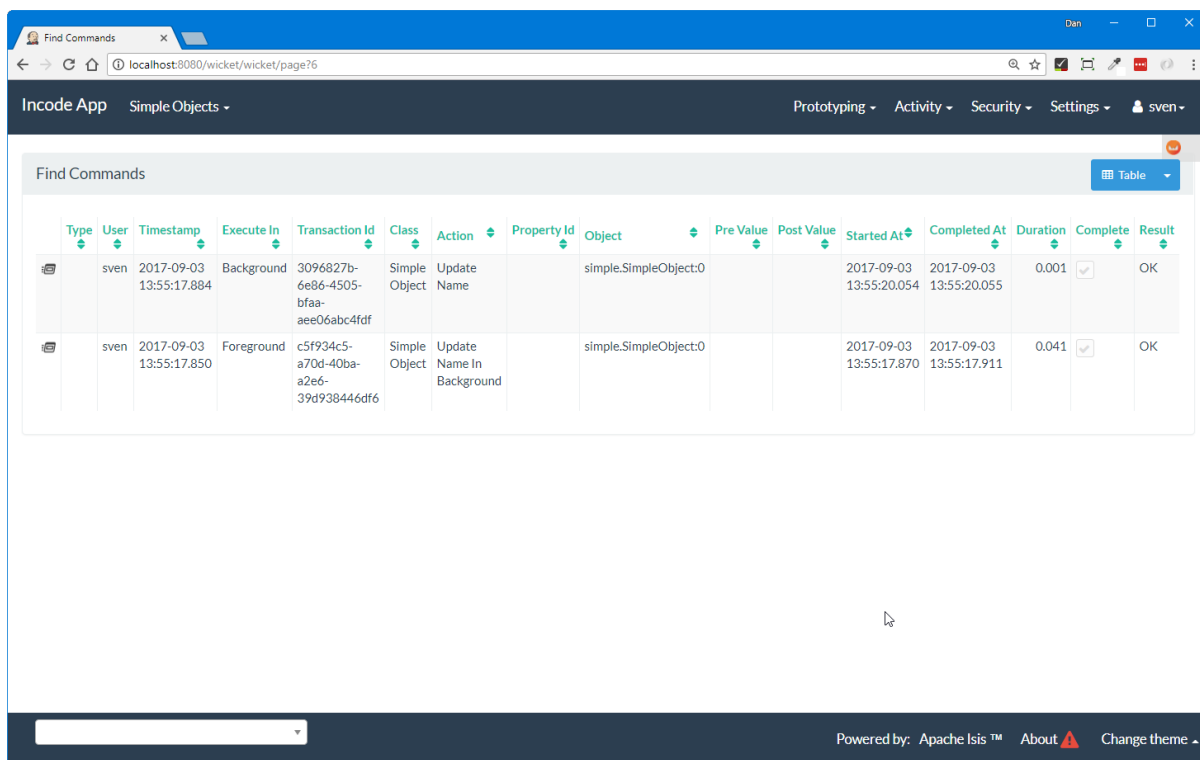 Dan
Find Commands
localhost:8080/wicket/wicket/page?6
Incode App Simple Objects Prototyping Activity Security Settings sven
Find Commands Table
Type User Timestamp Execute In Transaction Id Class Action Property Id Object Pre Value Post Value Started At Completed At Duration Complete Result
sven 2017-09-03 Background 3096827b- Simple Update simple.SimpleObject:0 2017-09-03 2017-09-03 0.001 OK
13:55:17.884 6e86-4505- Object Name 13:55:20.054 13:55:20.055
bfaa-
aee06abc4fdf
sven 2017-09-03 Foreground c5f934c5- Simple Update simple.SimpleObject:0 2017-09-03 2017-09-03 0.041 OK
13:55:17.850 a70d-40ba- Object Name In 13:55:17.870 13:55:17.911
a2e6- Background
39d938446df6
Powered by: Apache Isis ™ About Change theme